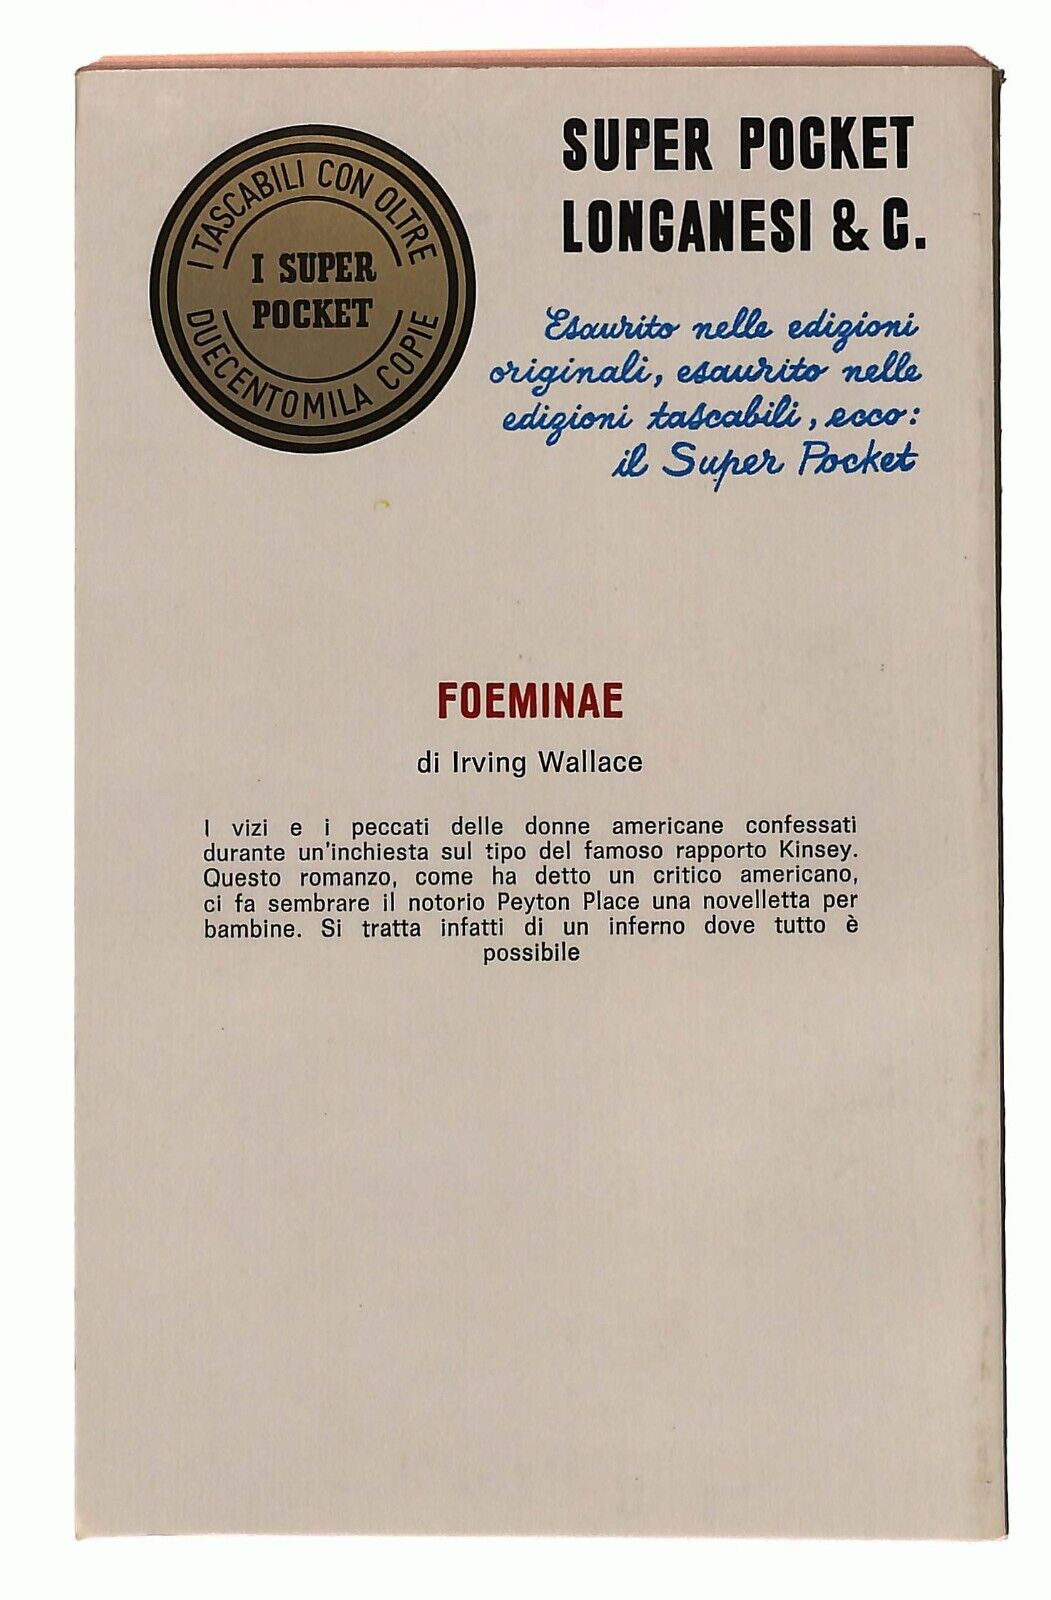 I TASCABILI CON OLTRE
DUECENTOMILA COPIE
I SUPER
POCKET
SUPER POCKET
LONGANESI & C.
Esaurito nelle edizioni
originali, esaurito nelle
edizioni tascabili, ecco:
il Super Pocket
FOEMINAE
di Irving Wallace
I vizi e i peccati delle donne americane confessati
durante un'inchiesta sul tipo del famoso rapporto Kinsey.
Questo romanzo, come ha detto un critico americano,
ci fa sembrare il notorio Peyton Place una novelletta per
bambine. Si tratta infatti di un inferno dove tutto è
possibile